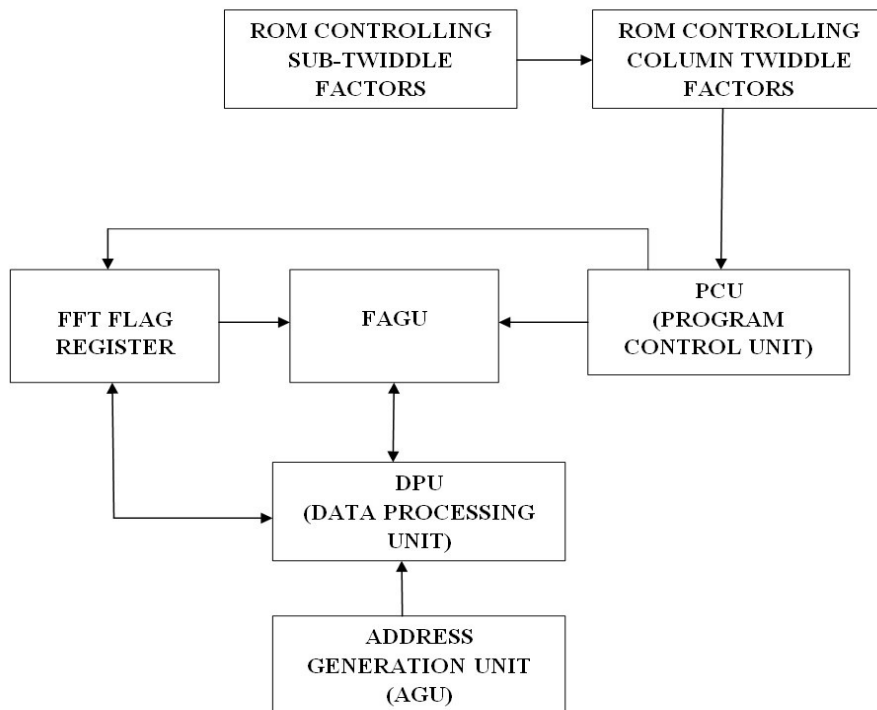 ROM CONTROLLING
SUB-TWIDDLE
FACTORS
ROM CONTROLLING
COLUMN TWIDDLE
FACTORS
FFT FLAG
REGISTER
FAGU
PCU
(PROGRAM
CONTROL UNIT)
DPU
(DATA PROCESSING
UNIT)
ADDRESS
GENERATION UNIT
(AGU)